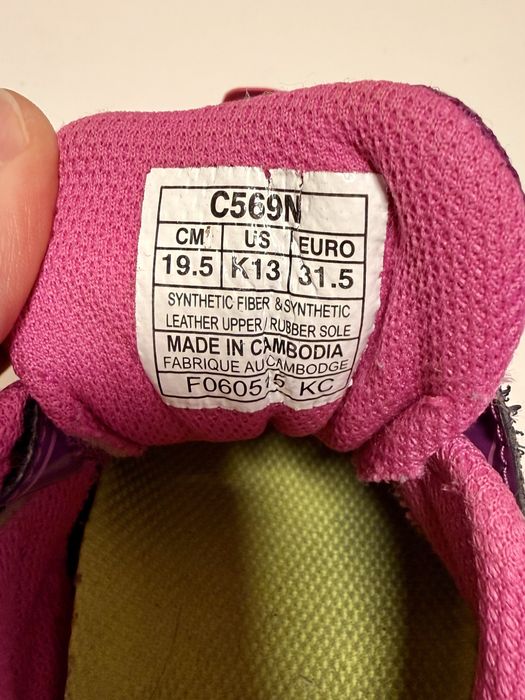 C569N
CM US EURO
19.5 K13 31.5
SYNTHETIC FIBER & SYNTHETIC
LEATHER UPPER / RUBBER SOLE
MADE IN CAMBODIA
FABRIQUE AU CAMBODGE
KC